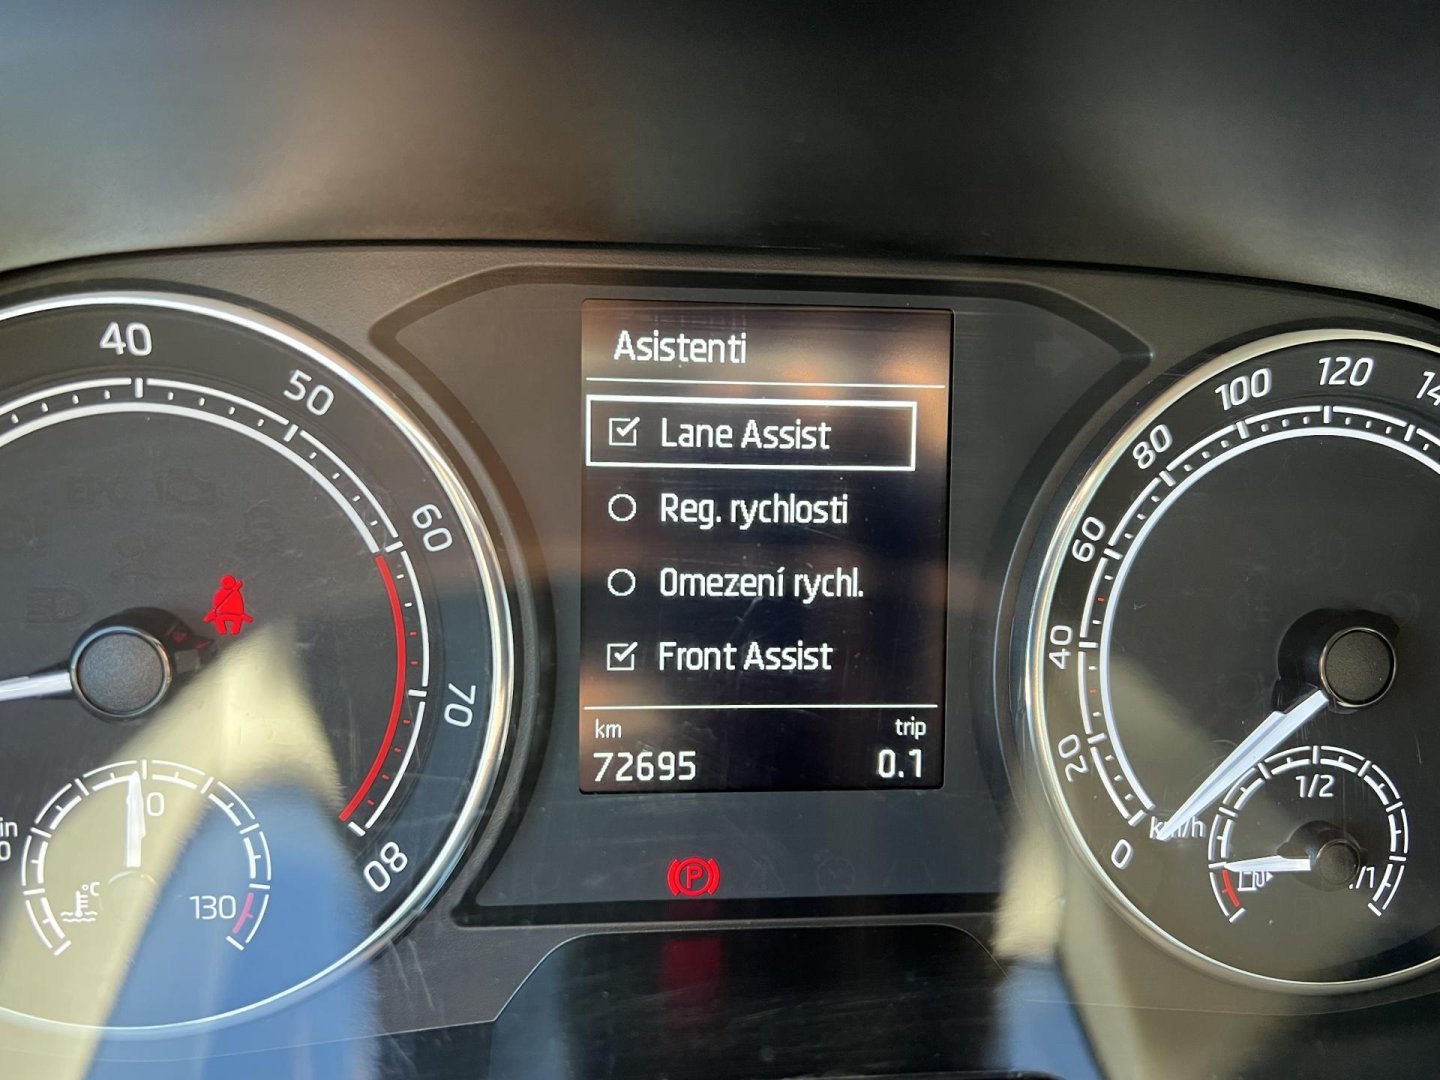 Asistenti
Lane Assist
Reg. rychlosti
Omezení rychl.
Front Assist
km trip
72695 0.1
40
50
60
70
80
130
°C
0
20
40
60
80
100
120
km/h
1/2
P